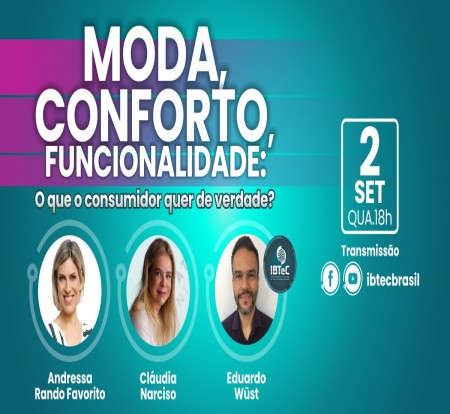 MODA,
CONFORTO,
FUNCIONALIDADE:
O que o consumidor quer de verdade?
2
SET
QUA.18h
Transmissão
ibtecbrasil
IBTeC
Andressa
Rando Favorito
Cláudia
Narciso
Eduardo
Wüst